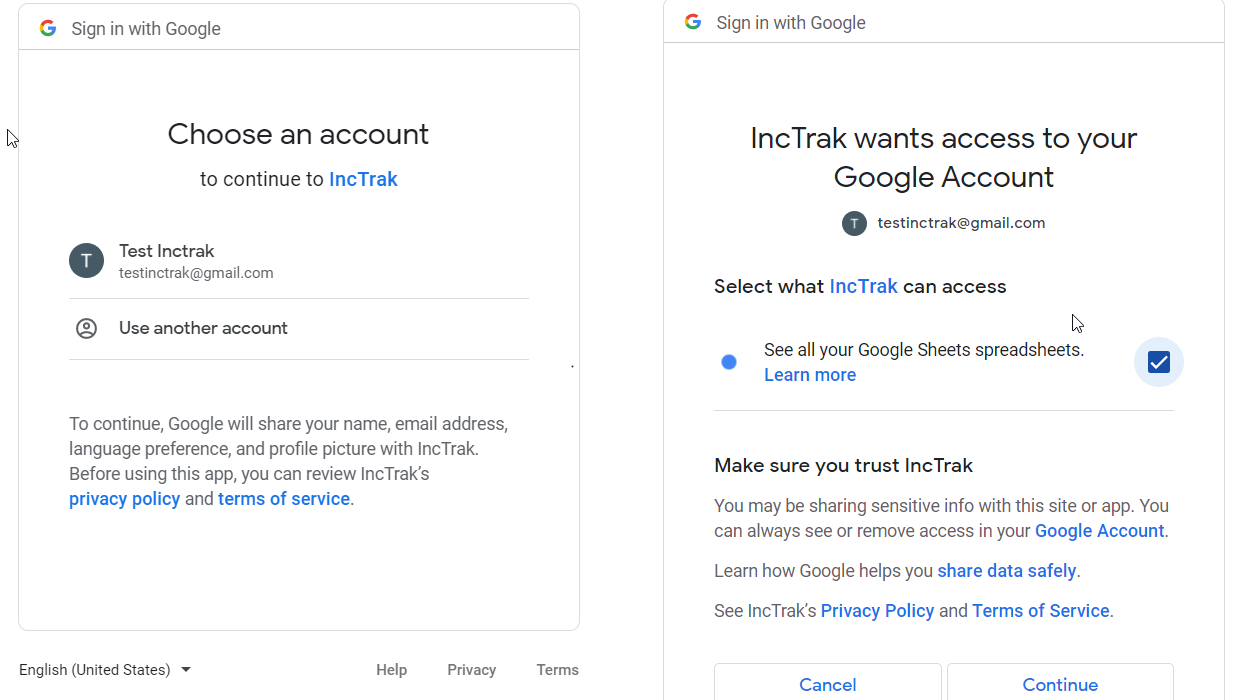 Sign in with Google
Choose an account
to continue to IncTrak
T
Test Inctrak
testinctrak@gmail.com
Use another account
To continue, Google will share your name, email address,
language preference, and profile picture with IncTrak.
Before using this app, you can review IncTrak's
privacy policy and terms of service.
English (United States)
Help
Privacy
Terms
Sign in with Google
IncTrak wants access to your
Google Account
T
testinctrak@gmail.com
Select what IncTrak can access
See all your Google Sheets spreadsheets.
Learn more
Make sure you trust IncTrak
You may be sharing sensitive info with this site or app. You
can always see or remove access in your Google Account.
Learn how Google helps you share data safely.
See IncTrak's Privacy Policy and Terms of Service.
Cancel
Continue